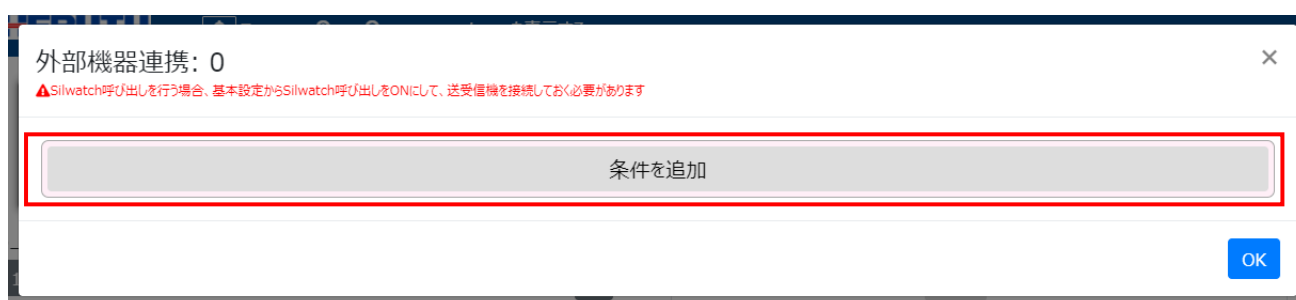 外部機器連携: 0
×
⚠Silwatch呼び出しを行う場合、基本設定からSilwatch呼び出しをONにして、送受信機を接続しておく必要があります
条件を追加
OK